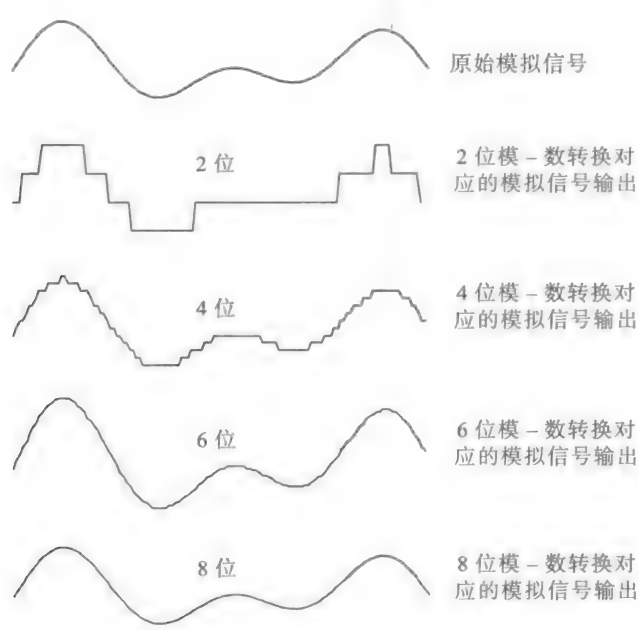 原始模拟信号
2 位
2 位模 – 数转换对
应的模拟信号输出
4 位
4 位模 – 数转换对
应的模拟信号输出
6 位
6 位模 – 数转换对
应的模拟信号输出
8 位
8 位模 – 数转换对
应的模拟信号输出